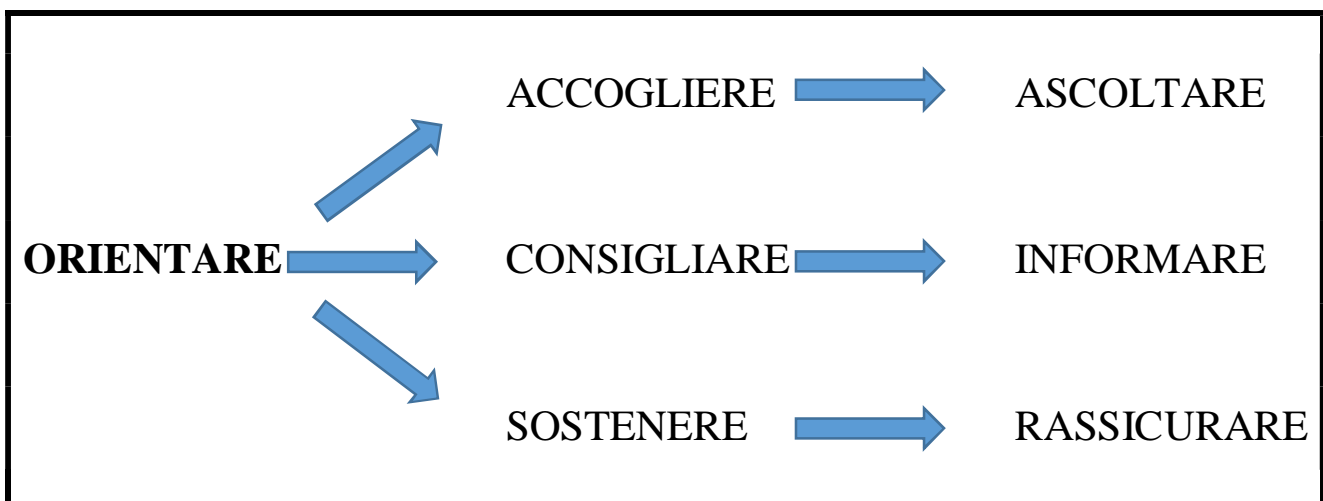 ACCOGLIERE ASCOLTARE
ORIENTARE CONSIGLIARE INFORMARE
SOSTENERE RASSICURARE